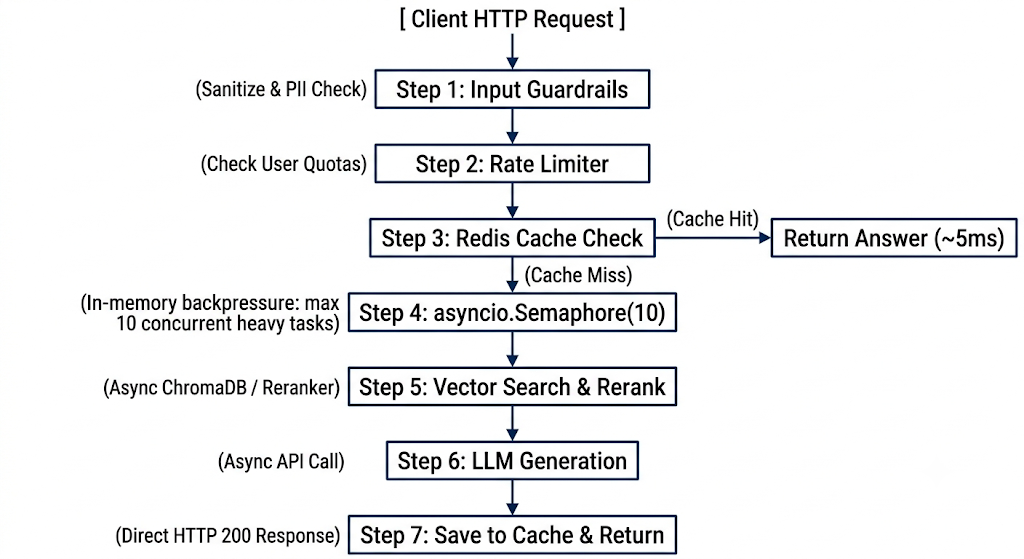 [ Client HTTP Request ]
(Sanitize & PII Check)
Step 1: Input Guardrails
(Check User Quotas)
Step 2: Rate Limiter
Step 3: Redis Cache Check
(Cache Hit)
Return Answer (~5ms)
(Cache Miss)
(In-memory backpressure: max
10 concurrent heavy tasks)
Step 4: asyncio.Semaphore(10)
(Async ChromaDB / Reranker)
Step 5: Vector Search & Rerank
(Async API Call)
Step 6: LLM Generation
(Direct HTTP 200 Response)
Step 7: Save to Cache & Return